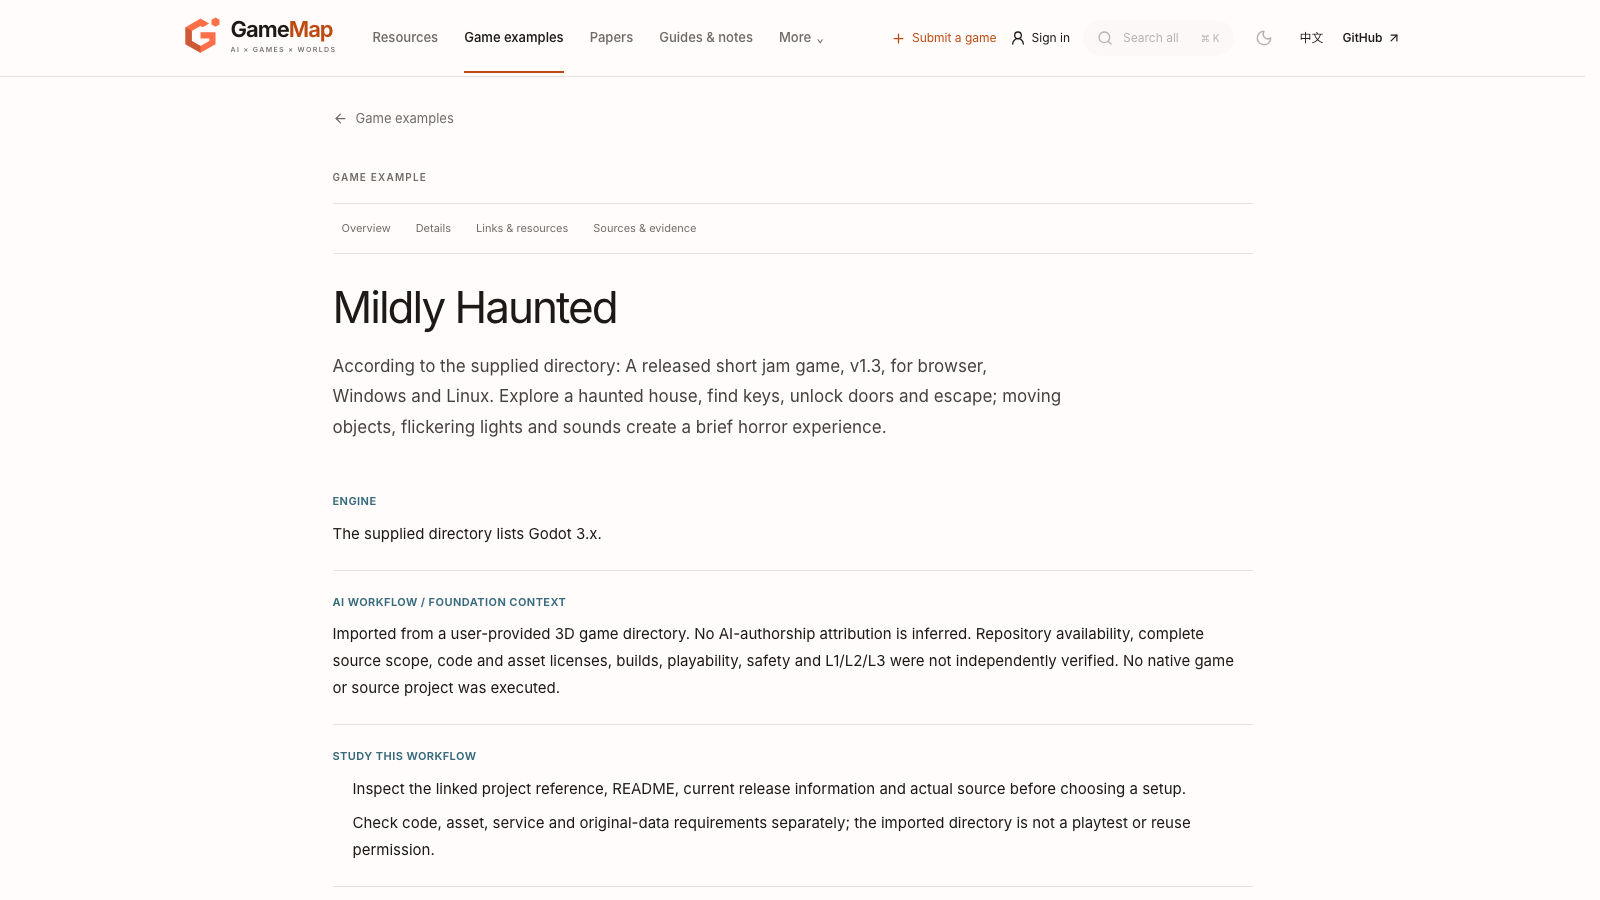 GameMap
AI × GAMES × WORLDS
Resources
Game examples
Papers
Guides & notes
More
Submit a game
Sign in
Search all
⌘ K
中文
GitHub
Game examples
GAME EXAMPLE
Overview
Details
Links & resources
Sources & evidence
Mildly Haunted
According to the supplied directory: A released short jam game, v1.3, for browser,
Windows and Linux. Explore a haunted house, find keys, unlock doors and escape; moving
objects, flickering lights and sounds create a brief horror experience.
ENGINE
The supplied directory lists Godot 3.x.
AI WORKFLOW / FOUNDATION CONTEXT
Imported from a user-provided 3D game directory. No AI-authorship attribution is inferred. Repository availability, complete
source scope, code and asset licenses, builds, playability, safety and L1/L2/L3 were not independently verified. No native game
or source project was executed.
STUDY THIS WORKFLOW
Inspect the linked project reference, README, current release information and actual source before choosing a setup.
Check code, asset, service and original-data requirements separately; the imported directory is not a playtest or reuse
permission.